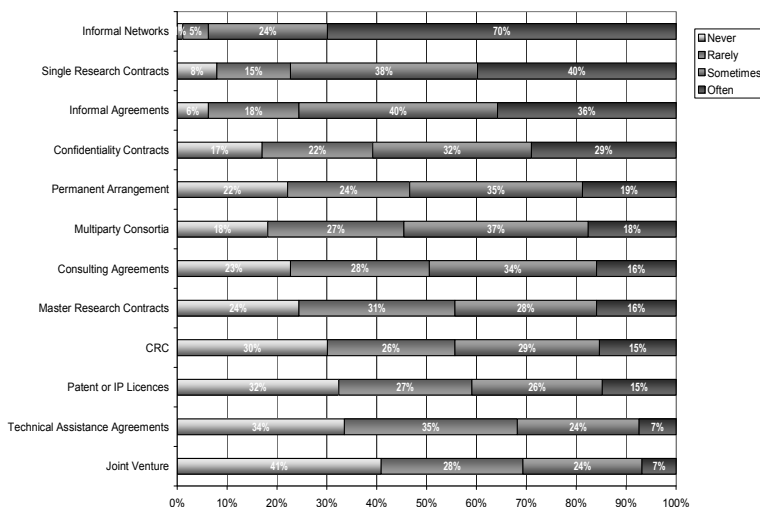 Informal Networks 1% 5% 24% 70%
Single Research Contracts 8% 15% 38% 40%
Informal Agreements 6% 18% 40% 36%
Confidentiality Contracts 17% 22% 32% 29%
Permanent Arrangement 22% 24% 35% 19%
Multiparty Consortia 18% 27% 37% 18%
Consulting Agreements 23% 28% 34% 16%
Master Research Contracts 24% 31% 28% 16%
CRC 30% 26% 29% 15%
Patent or IP Licences 32% 27% 26% 15%
Technical Assistance Agreements 34% 35% 24% 7%
Joint Venture 41% 28% 24% 7%
0% 10% 20% 30% 40% 50% 60% 70% 80% 90% 100%
Never
Rarely
Sometimes
Often